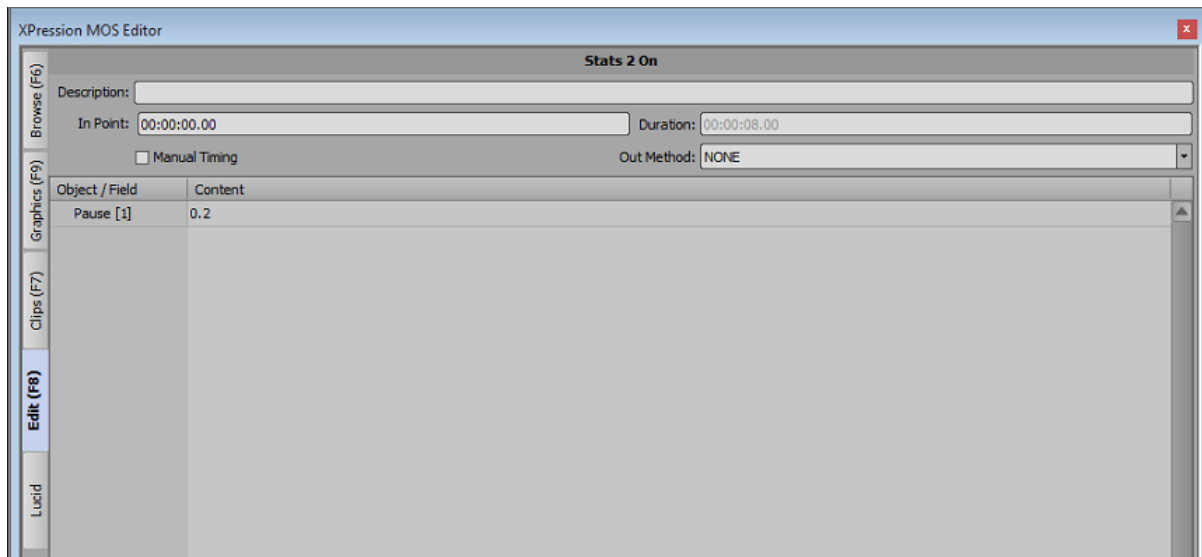 XPression MOS Editor
x
Stats 2 On
Description:
In Point: 00:00:00.00 Duration: 00:00:08.00
Manual Timing Out Method: NONE
Object / Field Content
Pause [1] 0.2
Browse (F6)
Graphics (F9)
Clips (F7)
Edit (F8)
Lucid